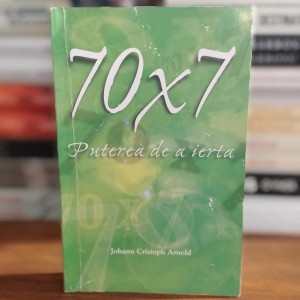 70x7
Puterea de a ierta
Johann Cristoph Arnold